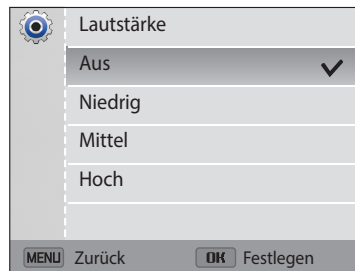 Lautstärke
Aus
Niedrig
Mittel
Hoch
MENU Zurück OK Festlegen